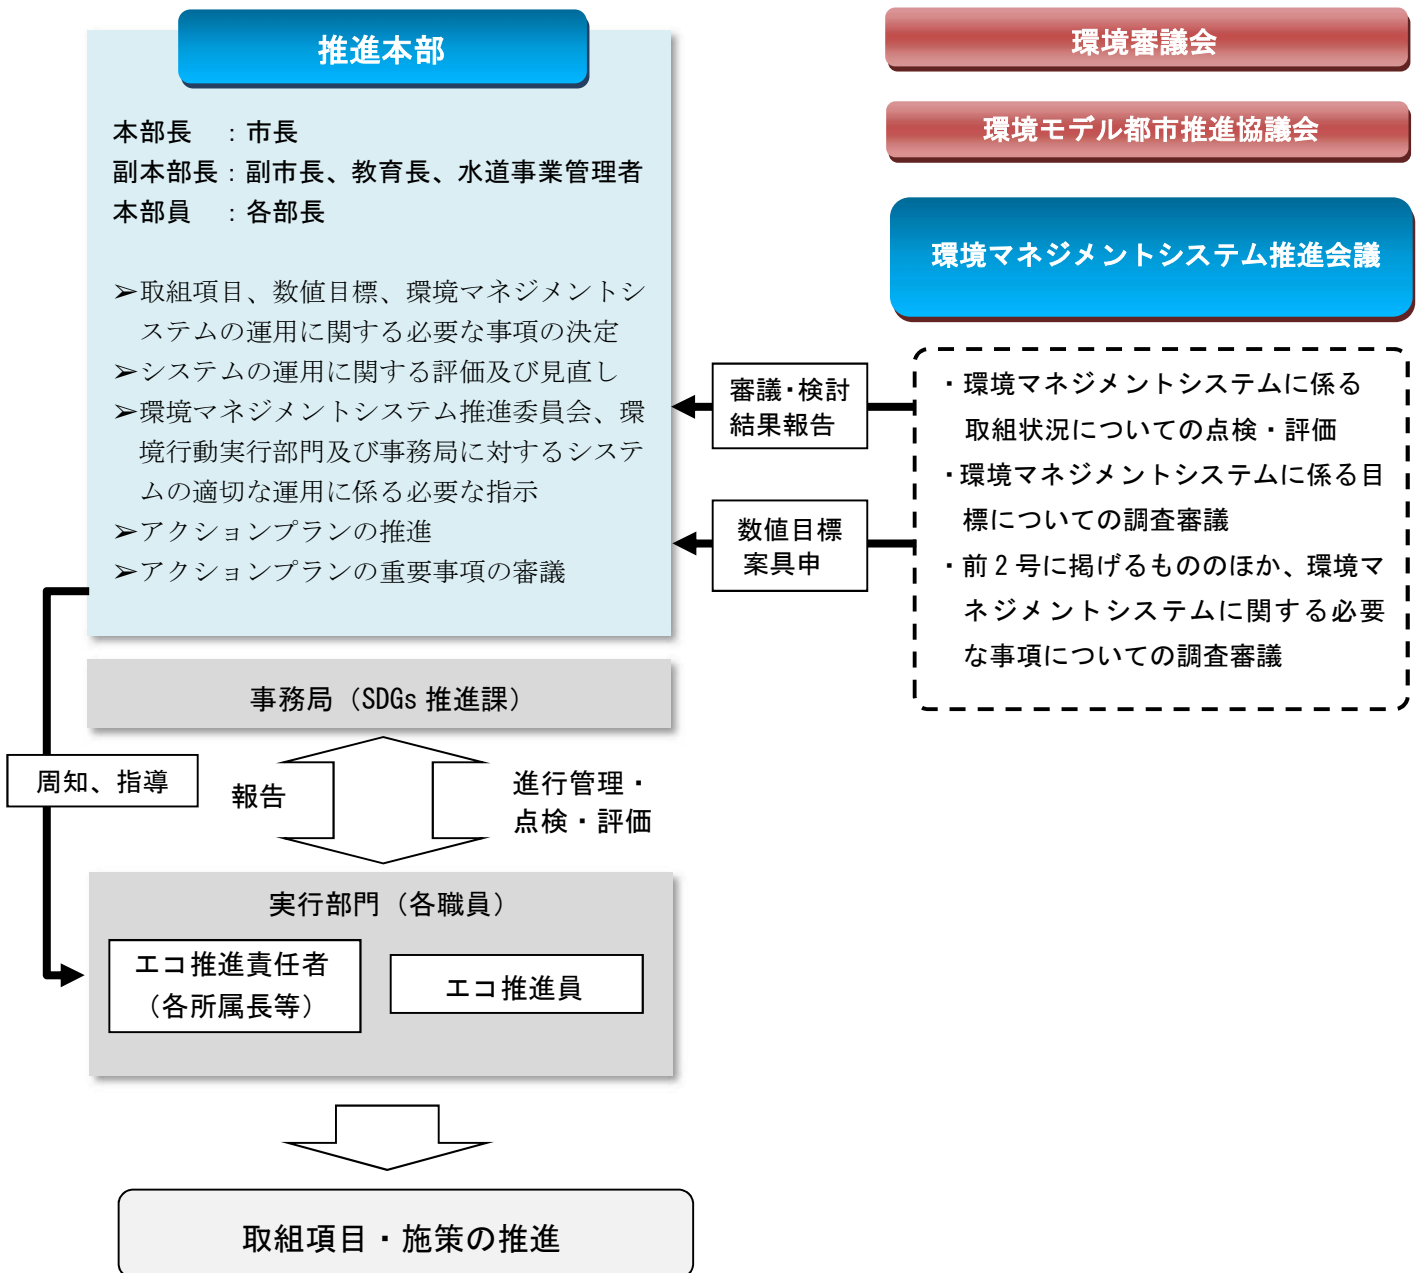 推進本部
本部長　：市長
副本部長：副市長、教育長、水道事業管理者
本部員　：各部長
➢取組項目、数値目標、環境マネジメントシ
ステムの運用に関する必要な事項の決定
➢システムの運用に関する評価及び見直し
➢環境マネジメントシステム推進委員会、環
境行動実行部門及び事務局に対するシステ
ムの適切な運用に係る必要な指示
➢アクションプランの推進
➢アクションプランの重要事項の審議
環境審議会
環境モデル都市推進協議会
環境マネジメントシステム推進会議
審議・検討
結果報告
数値目標
案具申
・環境マネジメントシステムに係る
取組状況についての点検・評価
・環境マネジメントシステムに係る目
標についての調査審議
・前２号に掲げるもののほか、環境マ
ネジメントシステムに関する必要
な事項についての調査審議
事務局（SDGs 推進課）
周知、指導
報告
進行管理・
点検・評価
実行部門（各職員）
エコ推進責任者
（各所属長等）
エコ推進員
取組項目・施策の推進